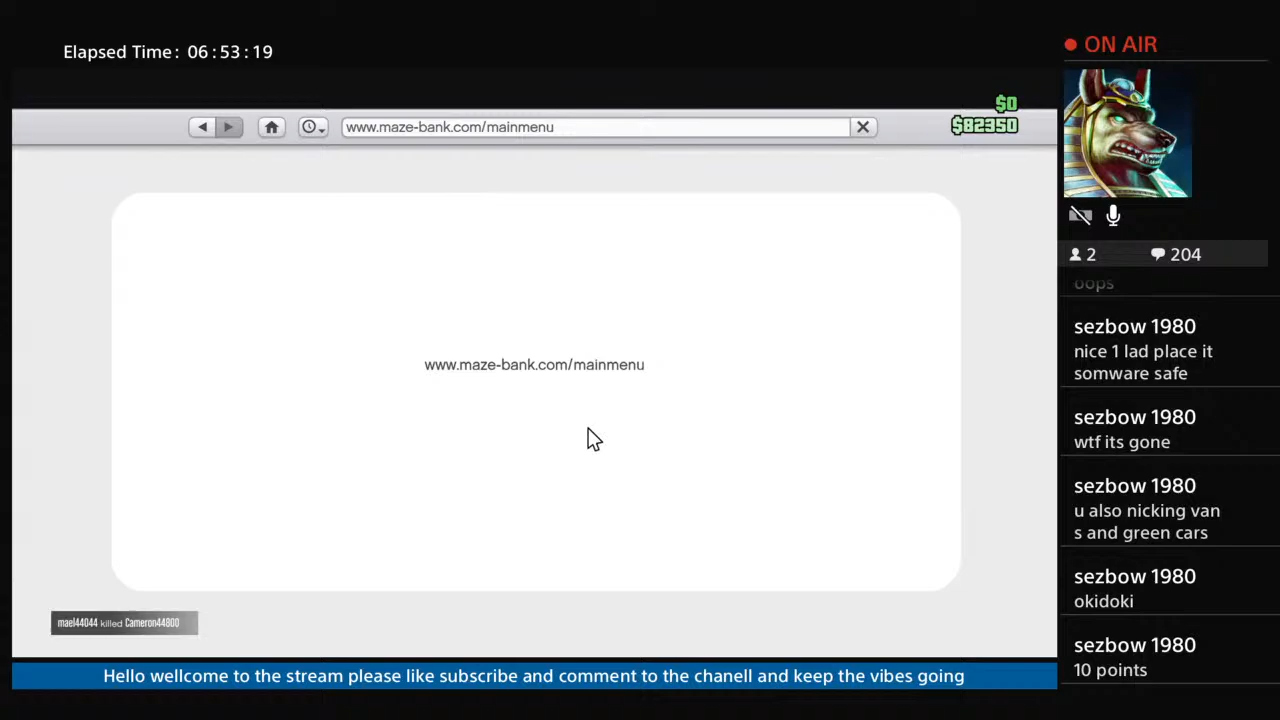 Elapsed Time: 06:53:19
ON AIR
www.maze-bank.com/mainmenu
$0
$82350
2
204
oops
sezbow 1980
nice 1 lad place it
somware safe
sezbow 1980
wtf its gone
sezbow 1980
u also nicking van
s and green cars
sezbow 1980
okidoki
sezbow 1980
10 points
www.maze-bank.com/mainmenu
mael44044 killed Cameron44800
Hello wellcome to the stream please like subscribe and comment to the chanell and keep the vibes going